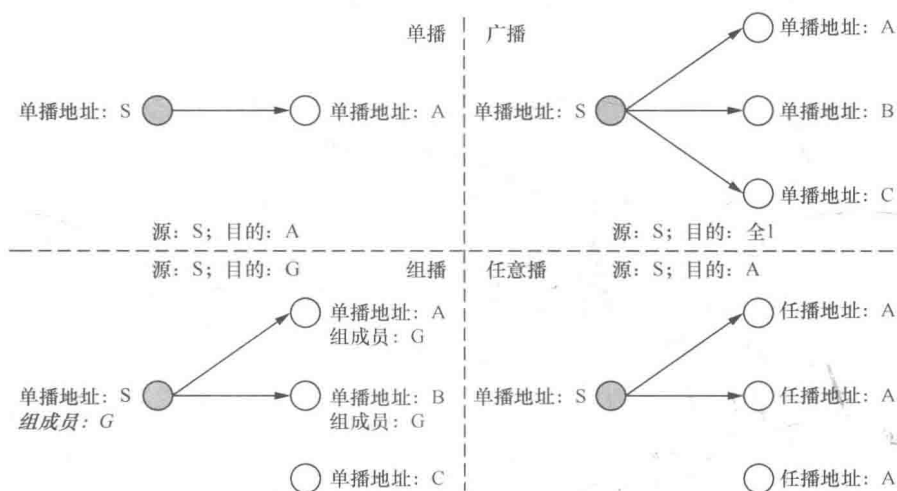 单播
单播地址：S
单播地址：A
源：S；目的：A
广播
单播地址：A
单播地址：S
单播地址：B
单播地址：C
源：S；目的：全1
源：S；目的：G
组播
单播地址：A
组成员：G
单播地址：S
组成员：G
单播地址：B
组成员：G
单播地址：C
任意播
源：S；目的：A
任播地址：A
单播地址：S
任播地址：A
任播地址：A